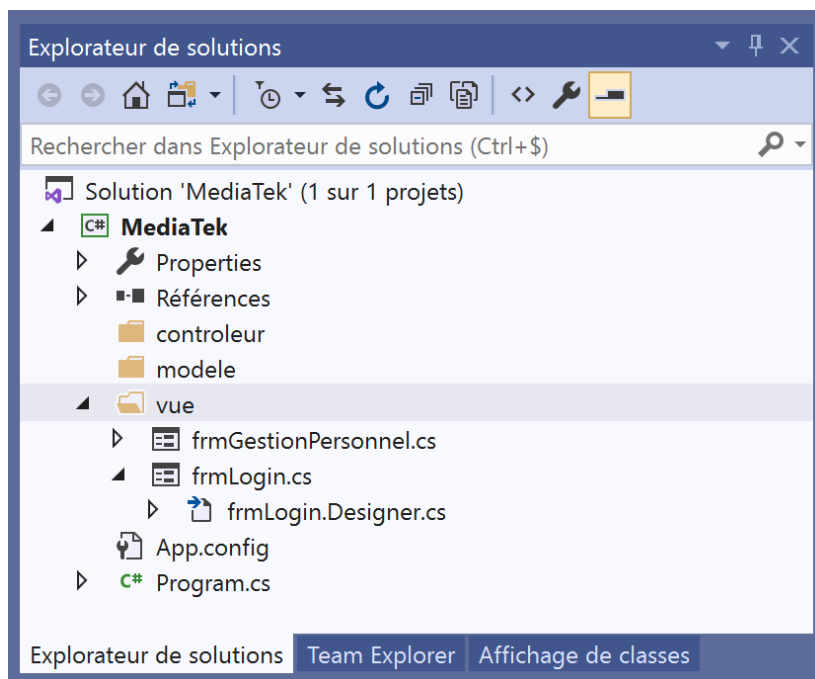 Explorateur de solutions
Rechercher dans Explorateur de solutions (Ctrl+$)
Solution 'MediaTek' (1 sur 1 projets)
C# MediaTek
Properties
Références
controleur
modele
vue
frmGestionPersonnel.cs
frmLogin.cs
frmLogin.Designer.cs
App.config
C# Program.cs
Explorateur de solutions Team Explorer Affichage de classes